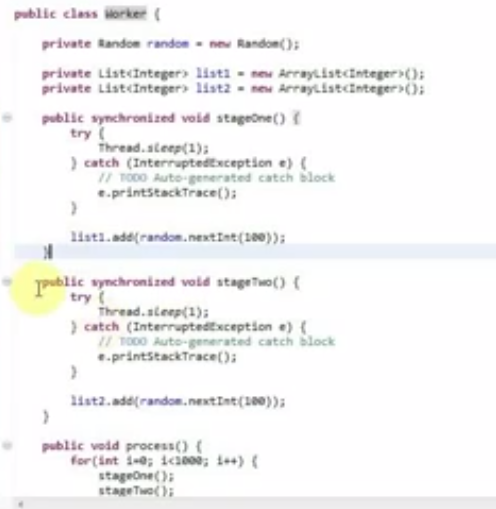 public class Worker {
private Random random = new Random();
private List<Integer> list1 = new ArrayList<Integer>();
private List<Integer> list2 = new ArrayList<Integer>();
public synchronized void stageOne() {
try {
Thread.sleep(1);
} catch (InterruptedException e) {
// TODO Auto-generated catch block
e.printStackTrace();
}
list1.add(random.nextInt(100));
}
public synchronized void stageTwo() {
try {
Thread.sleep(1);
} catch (InterruptedException e) {
// TODO Auto-generated catch block
e.printStackTrace();
}
list2.add(random.nextInt(100));
}
public void process() {
for(int i=0; i<1000; i++) {
stageOne();
stageTwo();